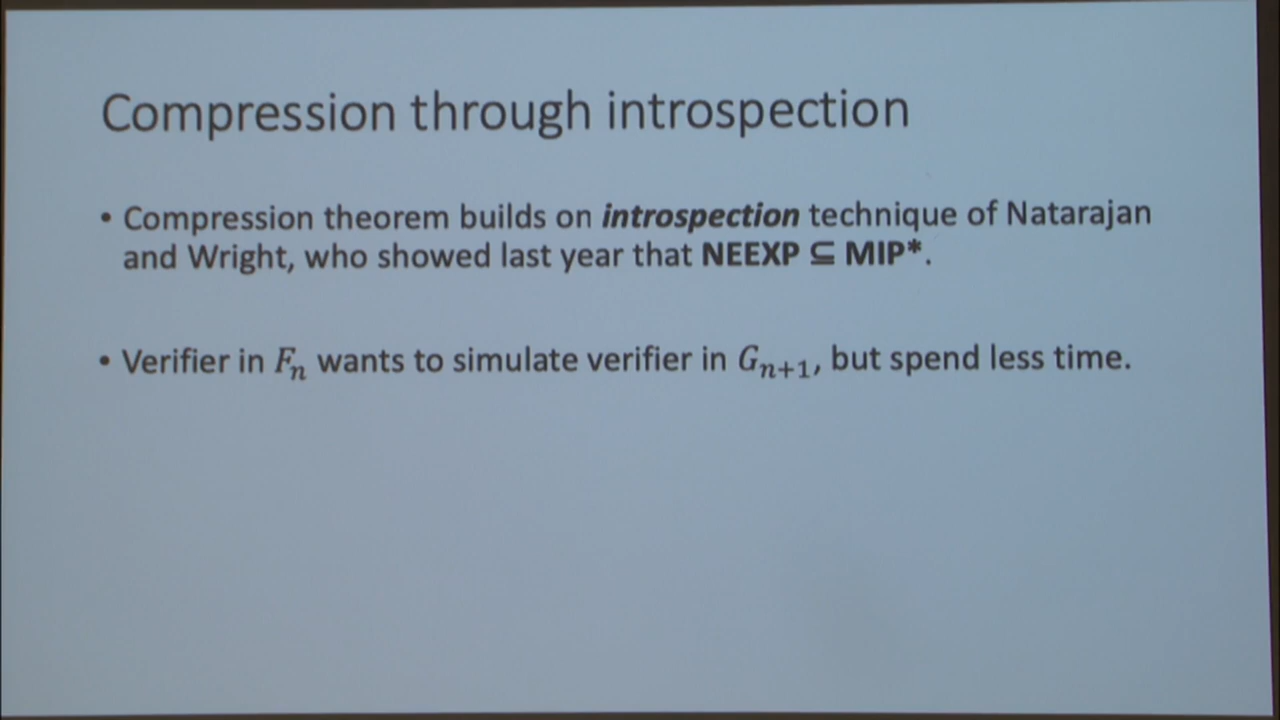 Compression through introspection
• Compression theorem builds on introspection technique of Natarajan
and Wright, who showed last year that NEEXP ⊆ MIP*.
• Verifier in Fₙ wants to simulate verifier in Gₙ₊₁, but spend less time.